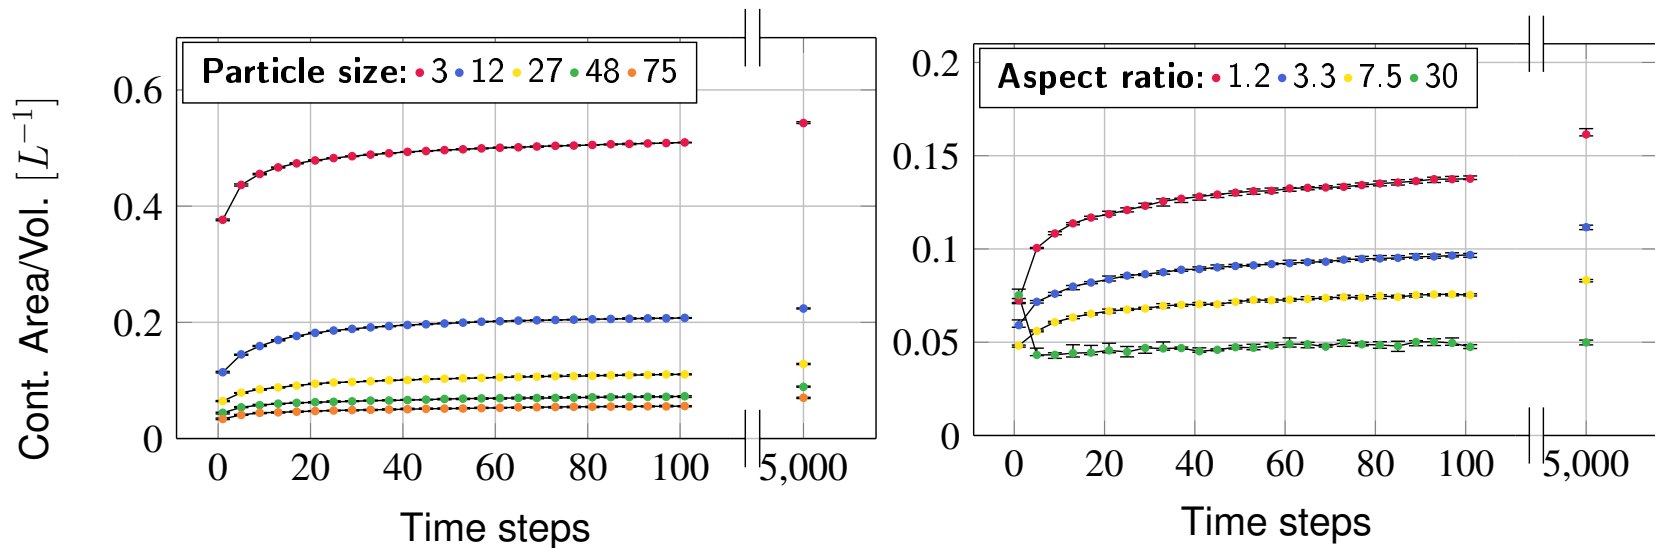 Particle size: 3 12 27 48 75
Cont. Area/Vol. [L⁻¹]
0.6
0.4
0.2
0
0 20 40 60 80 100 5,000
Time steps
Aspect ratio: 1.2 3.3 7.5 30
0.2
0.15
0.1
0.05
0
0 20 40 60 80 100 5,000
Time steps